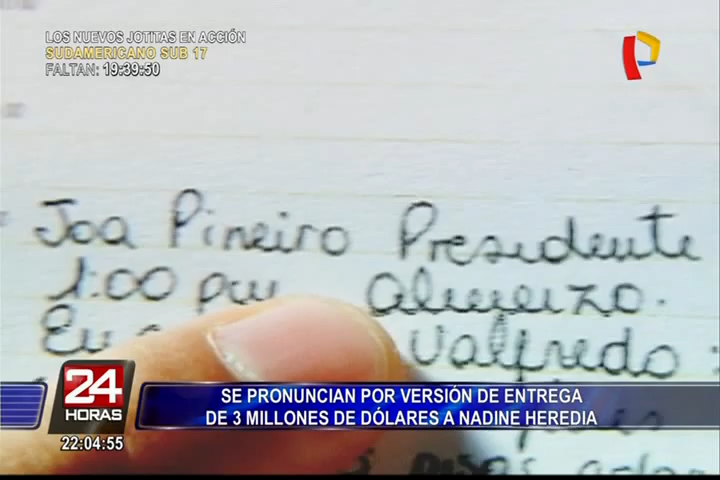 LOS NUEVOS JOTITAS EN ACCIÓN
SUDAMERICANO SUB 17
FALTAN: 19:39:50
Joa Pineiro Presidente
1:00 pm Almuerzo.
Valfredo:
24
HORAS
SE PRONUNCIAN POR VERSIÓN DE ENTREGA
DE 3 MILLONES DE DÓLARES A NADINE HEREDIA
22:04:55